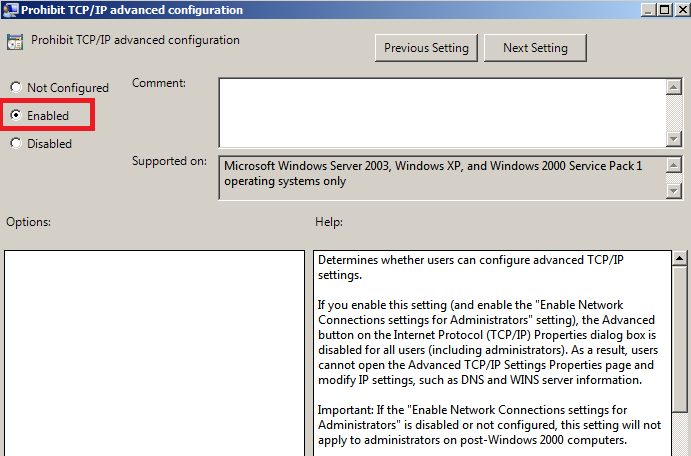 Prohibit TCP/IP advanced configuration
Prohibit TCP/IP advanced configuration
Previous Setting
Next Setting
Not Configured
Comment:
Enabled
Disabled
Supported on:
Microsoft Windows Server 2003, Windows XP, and Windows 2000 Service Pack 1
operating systems only
Options:
Help:
Determines whether users can configure advanced TCP/IP
settings.
If you enable this setting (and enable the "Enable Network
Connections settings for Administrators" setting), the Advanced
button on the Internet Protocol (TCP/IP) Properties dialog box is
disabled for all users (including administrators). As a result, users
cannot open the Advanced TCP/IP Settings Properties page and
modify IP settings, such as DNS and WINS server information.
Important: If the "Enable Network Connections settings for
Administrators" is disabled or not configured, this setting will not
apply to administrators on post-Windows 2000 computers.